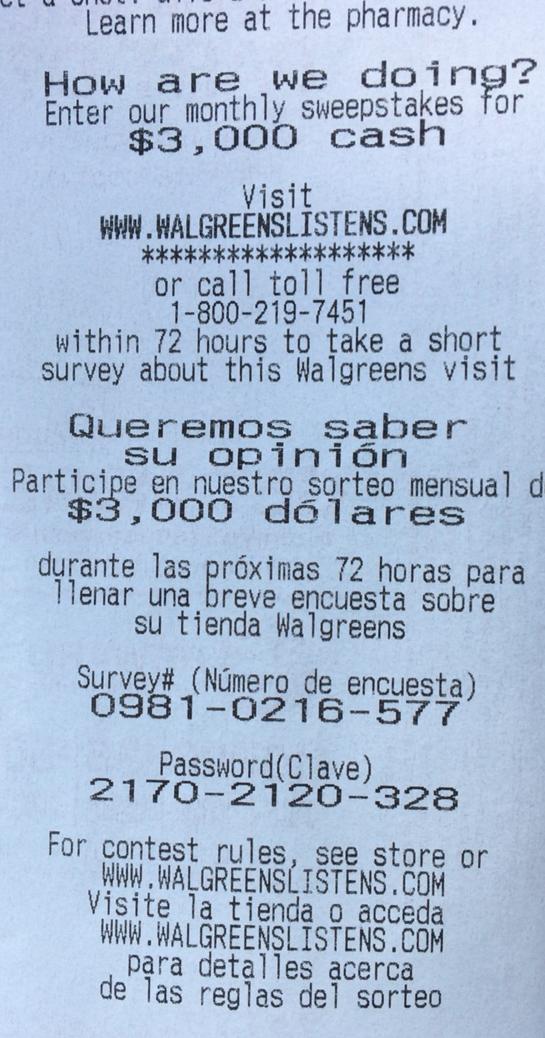 Learn more at the pharmacy.
How are we doing?
Enter our monthly sweepstakes for
$3,000 cash
Visit
WWW.WALGREENSLISTENS.COM
*******************
or call toll free
1-800-219-7451
within 72 hours to take a short
survey about this Walgreens visit
Queremos saber
su opinión
Participe en nuestro sorteo mensual d
$3,000 dólares
durante las próximas 72 horas para
llenar una breve encuesta sobre
su tienda Walgreens
Survey# (Número de encuesta)
0981-0216-577
Password(Clave)
2170-2120-328
For contest rules, see store or
WWW.WALGREENSLISTENS.COM
Visite la tienda o acceda
WWW.WALGREENSLISTENS.COM
para detalles acerca
de las reglas del sorteo